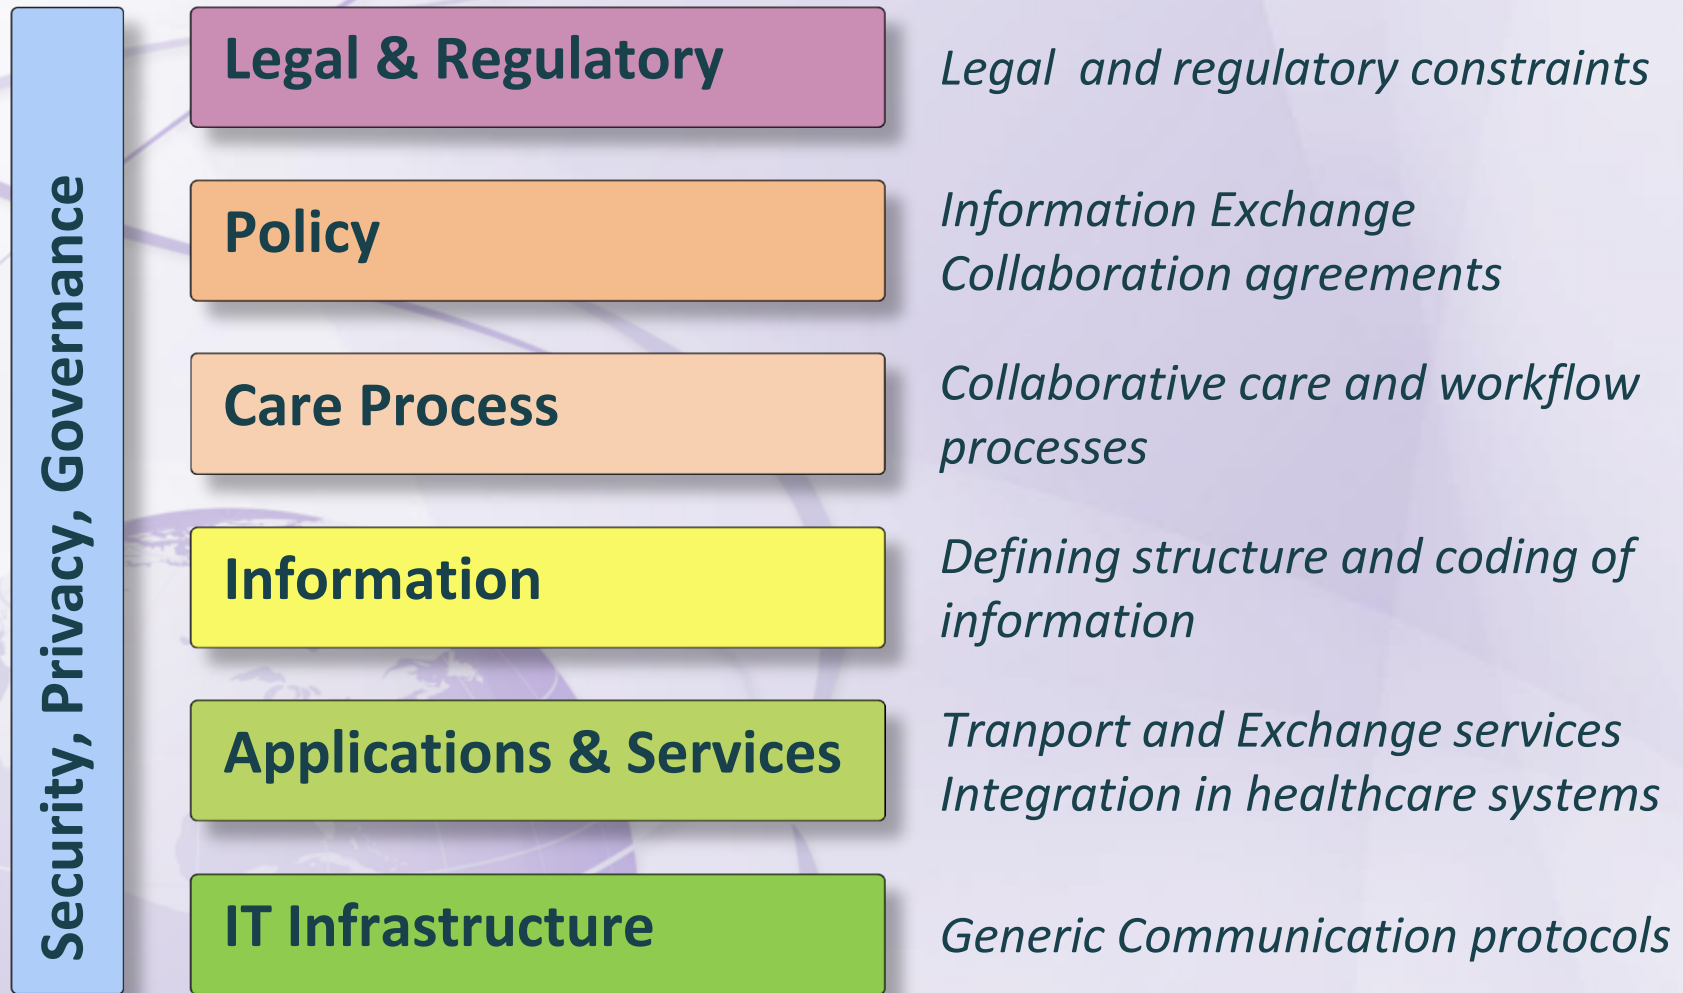 Security, Privacy, Governance
Legal & Regulatory
Legal and regulatory constraints
Policy
Information Exchange
Collaboration agreements
Care Process
Collaborative care and workflow
processes
Information
Defining structure and coding of
information
Applications & Services
Tranport and Exchange services
Integration in healthcare systems
IT Infrastructure
Generic Communication protocols